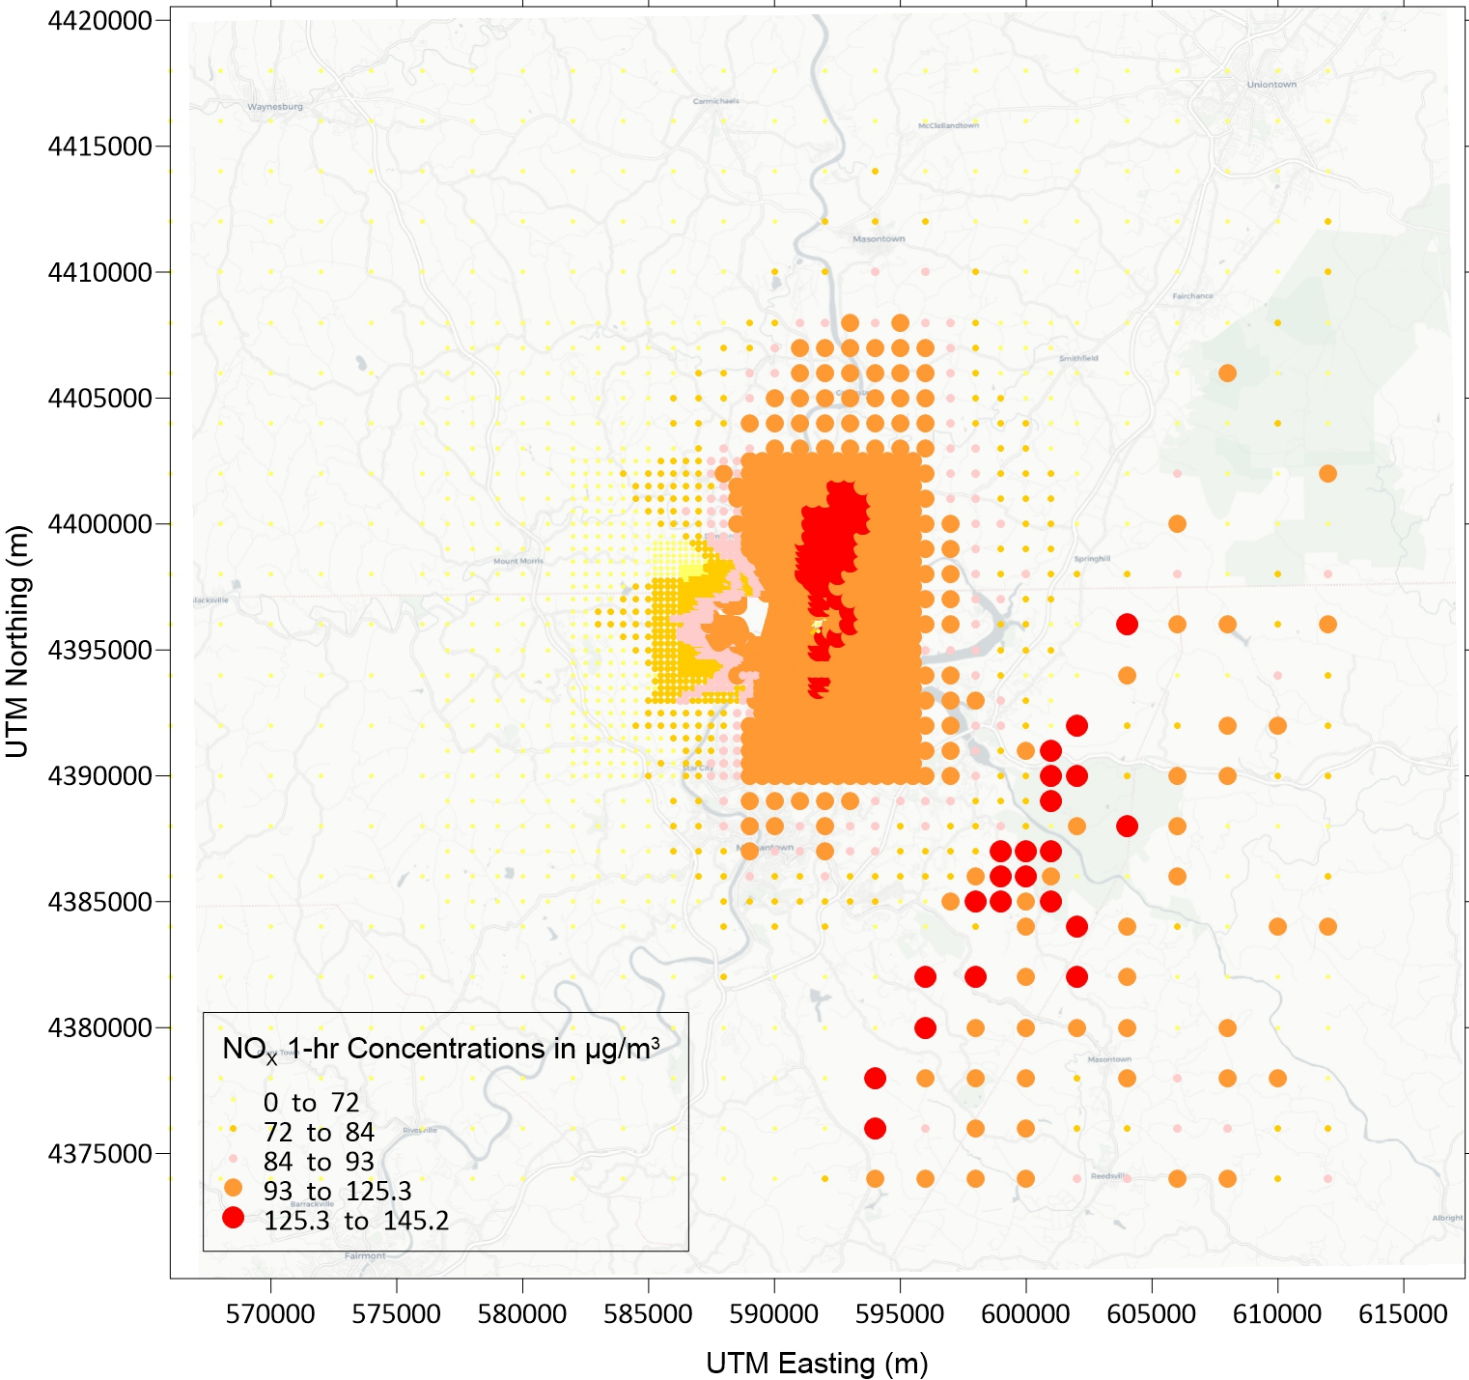 4420000
Uniontown
Waynesburg
Carmichaels
McClellandtown
4415000
Masontown
4410000
Fairchance
Smithfield
4405000
4400000
Mount Morris
Springhill
4395000
4390000
4385000
4380000
NOX 1-hr Concentrations in µg/m³
Masontown
0 to 72
72 to 84
Rivesville
84 to 93
4375000
Reedsville
93 to 125.3
Barrackville
125.3 to 145.2
Albright
Fairmont
570000 575000 580000 585000 590000 595000 600000 605000 610000 615000
UTM Easting (m)
UTM Northing (m)